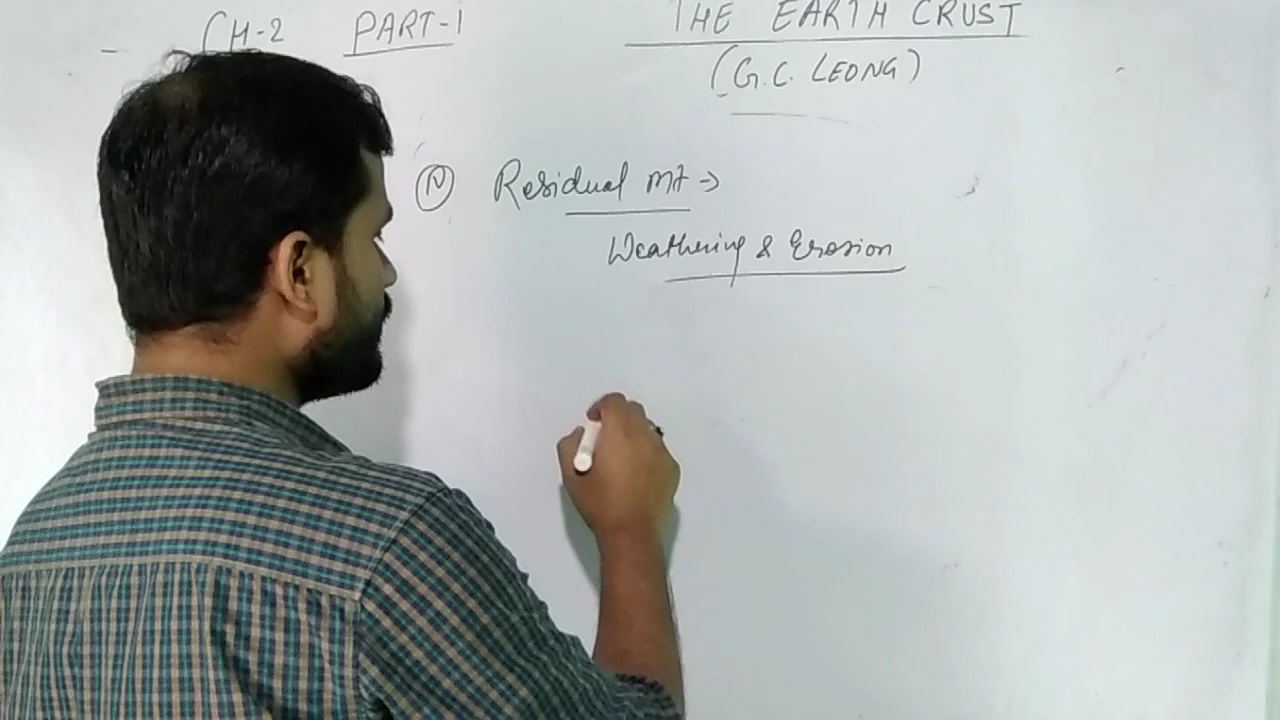 CH-2 PART-1 THE EARTH CRUST
(G.C. LEONG)
(IV) Residual mt →
Weathering & Erosion